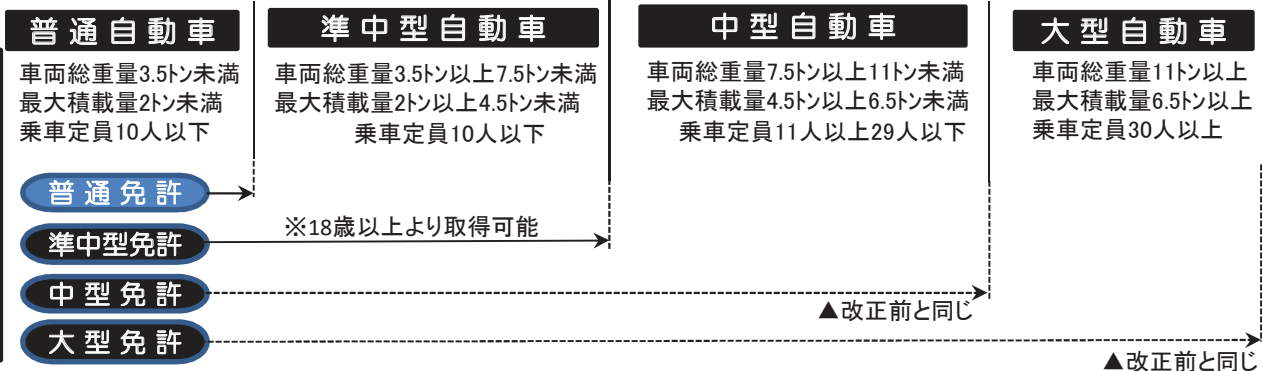 普通自動車
車両総重量3.5トン未満
最大積載量2トン未満
乗車定員10人以下
準中型自動車
車両総重量3.5トン以上7.5トン未満
最大積載量2トン以上4.5トン未満
乗車定員10人以下
中型自動車
車両総重量7.5トン以上11トン未満
最大積載量4.5トン以上6.5トン未満
乗車定員11人以上29人以下
大型自動車
車両総重量11トン以上
最大積載量6.5トン以上
乗車定員30人以上
普通免許
※18歳以上より取得可能
準中型免許
中型免許
▲改正前と同じ
大型免許
▲改正前と同じ